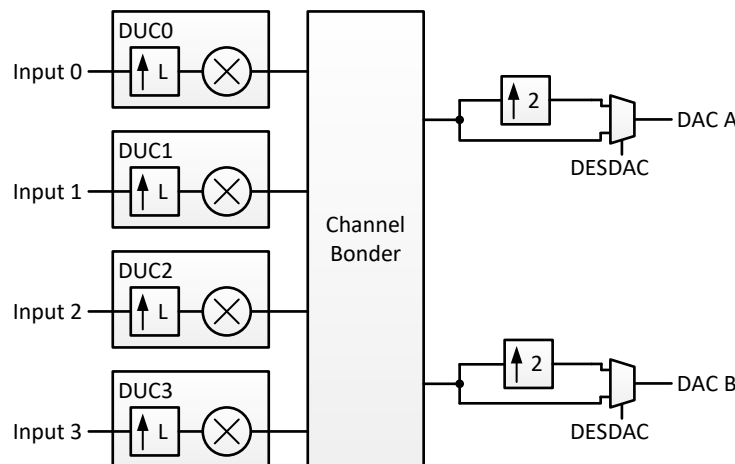 DUC0
Input 0
L
2
DAC A
DESDAC
DUC1
Input 1
L
Channel
Bonder
DUC2
Input 2
L
2
DAC B
DESDAC
DUC3
Input 3
L